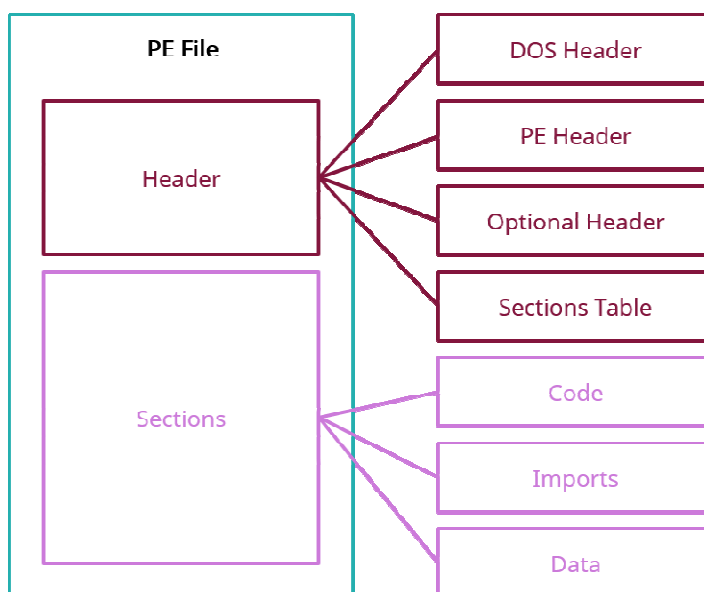 PE File
Header
DOS Header
PE Header
Optional Header
Sections Table
Sections
Code
Imports
Data